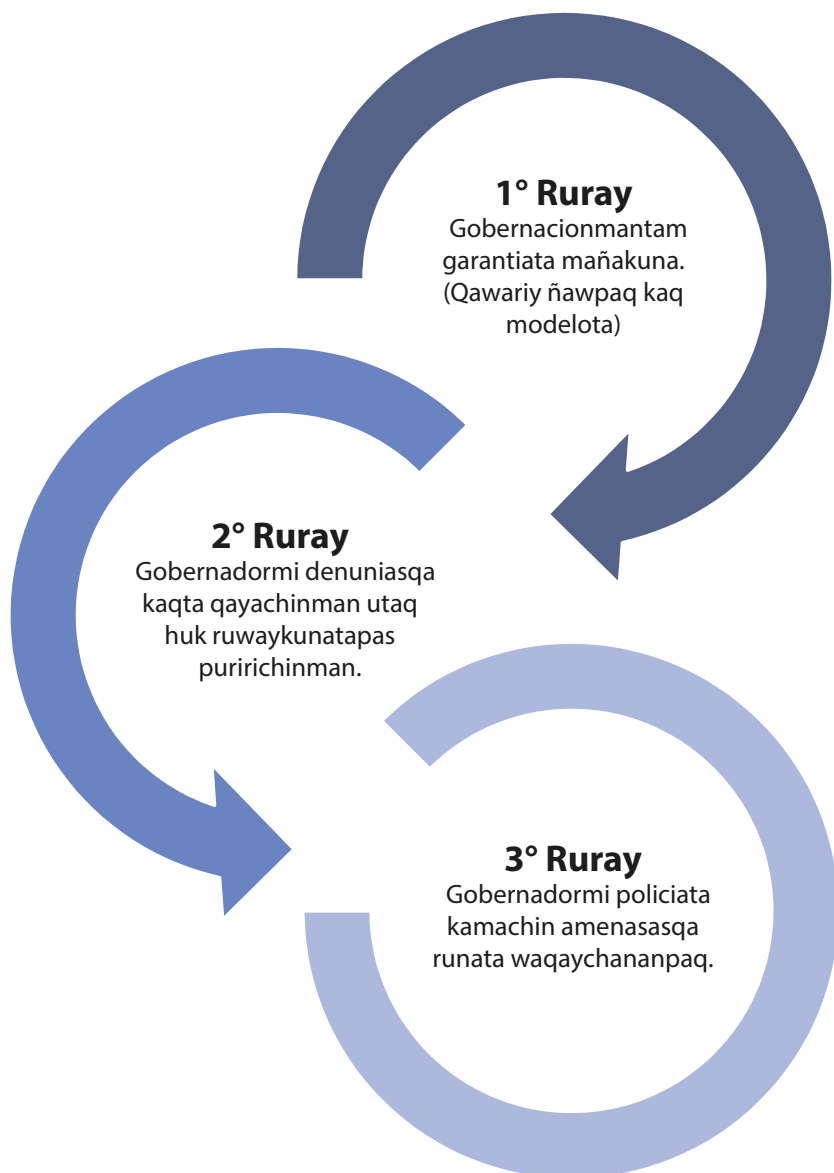 1° Ruray
Gobernacionmantam
garantiata mañakuna.
(Qawariy ñawpaq kaq
modelota)
2° Ruray
Gobernadormi denuniasqa
kaqta qayachinman utaq
huk ruwaykunatapas
puririchinman.
3° Ruray
Gobernadormi policiata
kamachin amenasasqa
runata waqaychananpaq.